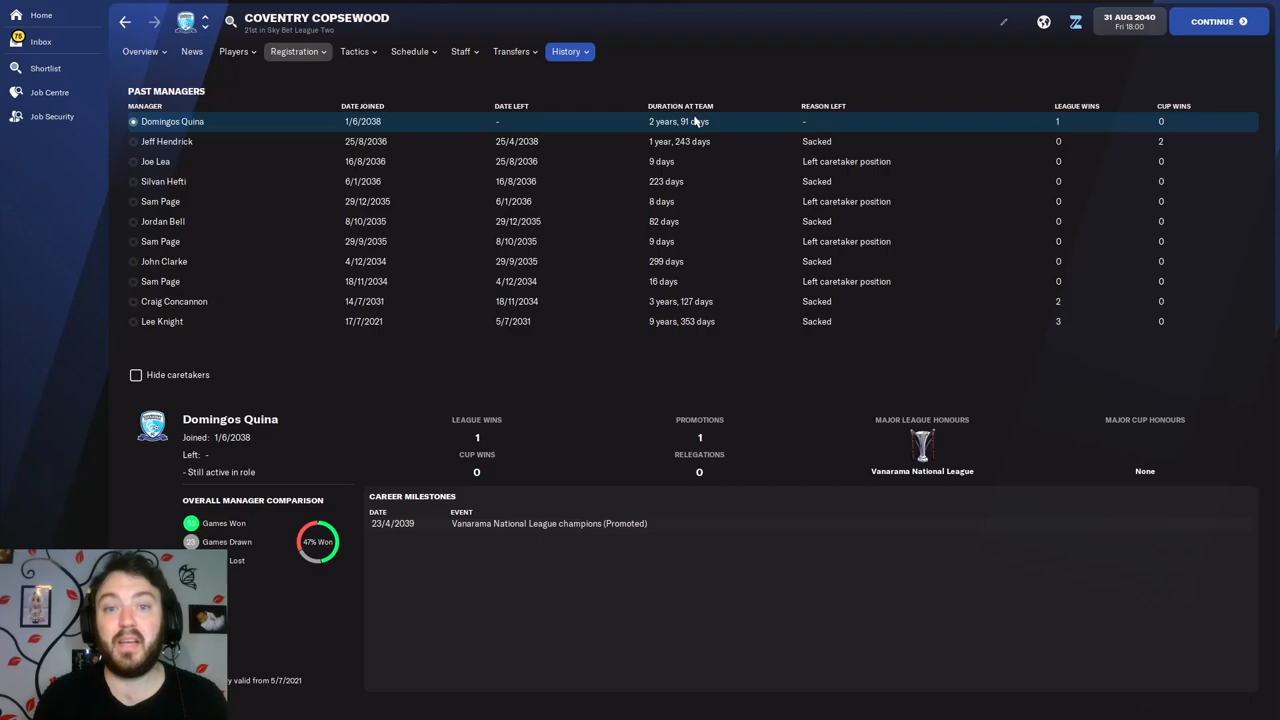 Home
75
Inbox
Shortlist
Job Centre
Job Security
COVENTRY COPSEWOOD
21st in Sky Bet League Two
31 AUG 2040
Fri 18:00
CONTINUE
Overview
News
Players
Registration
Tactics
Schedule
Staff
Transfers
History
PAST MANAGERS
MANAGER DATE JOINED DATE LEFT DURATION AT TEAM REASON LEFT LEAGUE WINS CUP WINS
Domingos Quina 1/6/2038 - 2 years, 91 days - 1 0
Jeff Hendrick 25/8/2036 25/4/2038 1 year, 243 days Sacked 0 2
Joe Lea 16/8/2036 25/8/2036 9 days Left caretaker position 0 0
Silvan Hefti 6/1/2036 16/8/2036 223 days Sacked 0 0
Sam Page 29/12/2035 6/1/2036 8 days Left caretaker position 0 0
Jordan Bell 8/10/2035 29/12/2035 82 days Sacked 0 0
Sam Page 29/9/2035 8/10/2035 9 days Left caretaker position 0 0
John Clarke 4/12/2034 29/9/2035 299 days Sacked 0 0
Sam Page 18/11/2034 4/12/2034 16 days Left caretaker position 0 0
Craig Concannon 14/7/2031 18/11/2034 3 years, 127 days Sacked 2 0
Lee Knight 17/7/2021 5/7/2031 9 years, 353 days Sacked 3 0
Hide caretakers
Domingos Quina
Joined: 1/6/2038
Left: -
- Still active in role
LEAGUE WINS
1
CUP WINS
0
PROMOTIONS
1
RELEGATIONS
0
MAJOR LEAGUE HONOURS
Vanarama National League
MAJOR CUP HONOURS
None
OVERALL MANAGER COMPARISON
Games Won
23 Games Drawn
Lost
47% Won
y valid from 5/7/2021
CAREER MILESTONES
DATE EVENT
23/4/2039 Vanarama National League champions (Promoted)